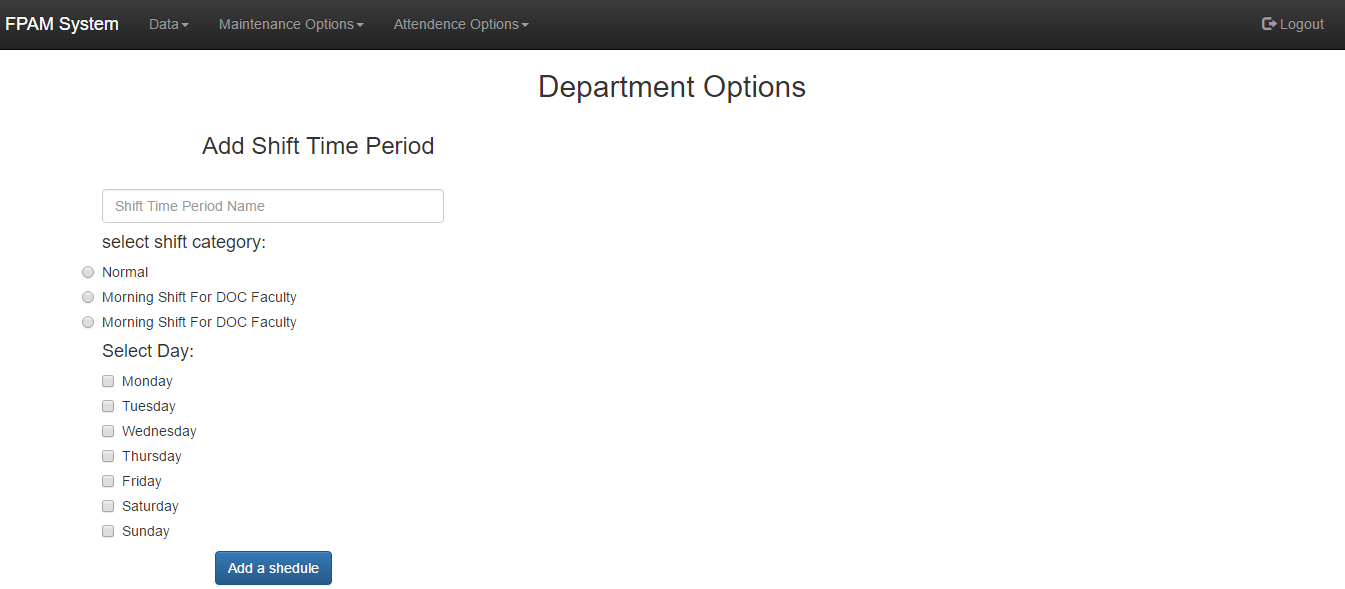 FPAM System Data Maintenance Options Attendence Options Logout
Department Options
Add Shift Time Period
Shift Time Period Name
select shift category:
Normal
Morning Shift For DOC Faculty
Morning Shift For DOC Faculty
Select Day:
Monday
Tuesday
Wednesday
Thursday
Friday
Saturday
Sunday
Add a shedule